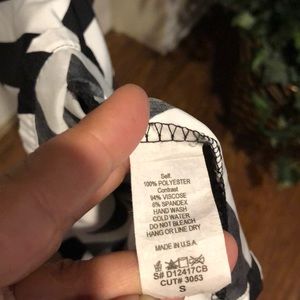 Self.
100% POLYESTER
Contrast
94% VISCOSE
6% SPANDEX
HAND WASH
COLD WATER
DO NOT BLEACH
HANG OR LINE DRY
MADE IN U.S.A.
S# D12417CB
CUT# 3053
S